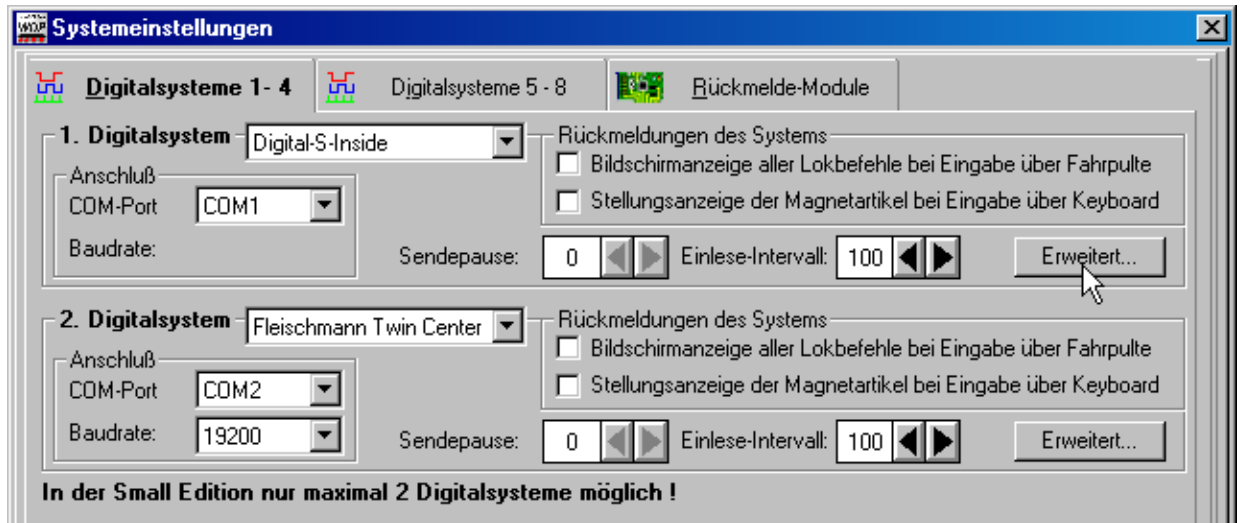 WDP Systemeinstellungen
Digitalsysteme 1- 4 Digitalsysteme 5 - 8 Rückmelde-Module
1. Digitalsystem Digital-S-Inside
Anschluß
COM-Port COM1
Baudrate:
Rückmeldungen des Systems
Bildschirmanzeige aller Lokbefehle bei Eingabe über Fahrpulte
Stellungsanzeige der Magnetartikel bei Eingabe über Keyboard
Sendepause: 0 Einlese-Intervall: 100 Erweitert...
2. Digitalsystem Fleischmann Twin Center
Anschluß
COM-Port COM2
Baudrate: 19200
Rückmeldungen des Systems
Bildschirmanzeige aller Lokbefehle bei Eingabe über Fahrpulte
Stellungsanzeige der Magnetartikel bei Eingabe über Keyboard
Sendepause: 0 Einlese-Intervall: 100 Erweitert...
In der Small Edition nur maximal 2 Digitalsysteme möglich !